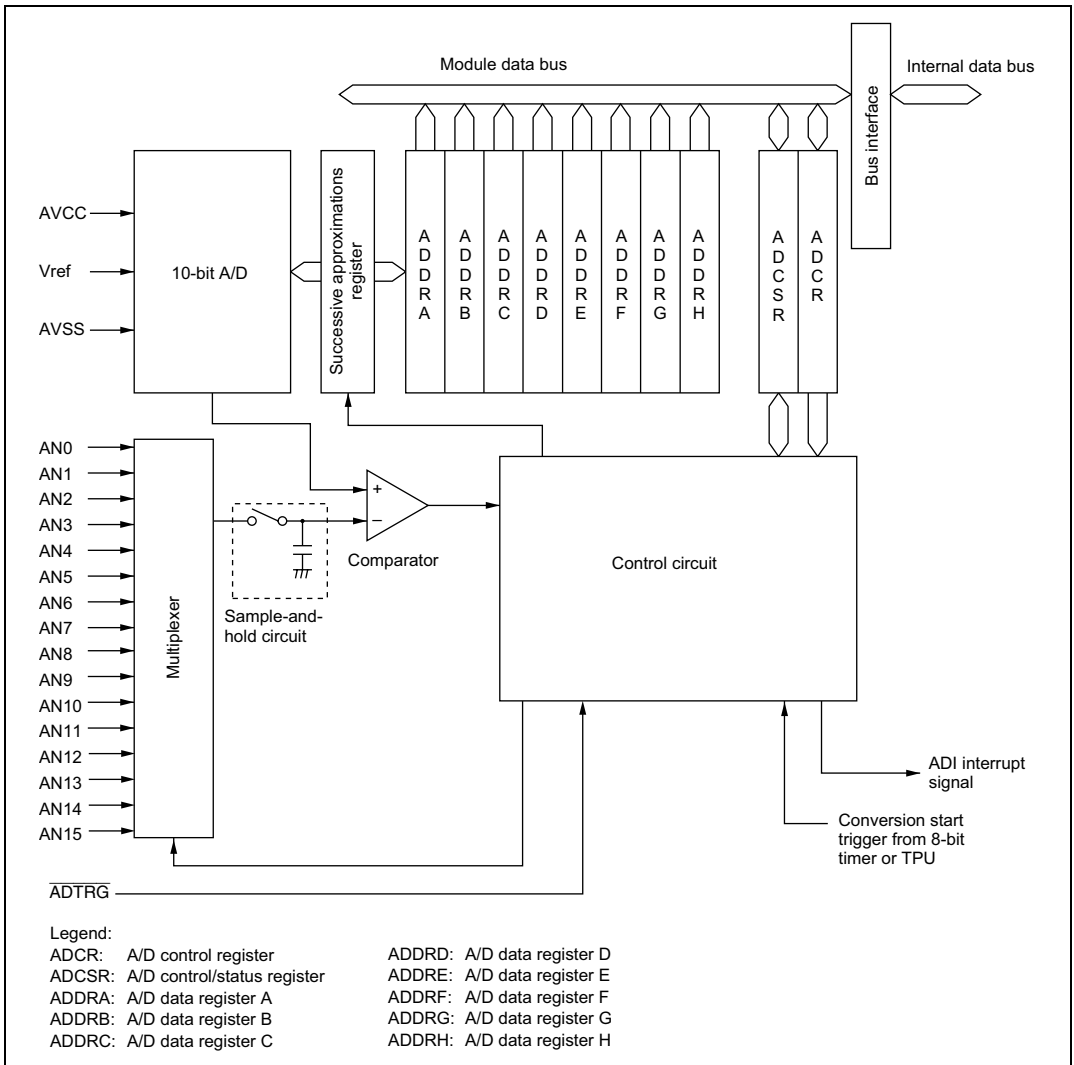 Module data bus
Internal data bus
Bus interface
AVCC
Vref
AVSS
10-bit A/D
Successive approximations
register
ADDRA
ADDRB
ADDRC
ADDRD
ADDRE
ADDRF
ADDRG
ADDRH
ADCSR
ADCR
AN0
AN1
AN2
AN3
AN4
AN5
AN6
AN7
AN8
AN9
AN10
AN11
AN12
AN13
AN14
AN15
Multiplexer
+
−
Comparator
Sample-and-
hold circuit
Control circuit
ADI interrupt
signal
Conversion start
trigger from 8-bit
timer or TPU
ADTRG
Legend:
ADCR: A/D control register
ADCSR: A/D control/status register
ADDRA: A/D data register A
ADDRB: A/D data register B
ADDRC: A/D data register C
ADDRD: A/D data register D
ADDRE: A/D data register E
ADDRF: A/D data register F
ADDRG: A/D data register G
ADDRH: A/D data register H